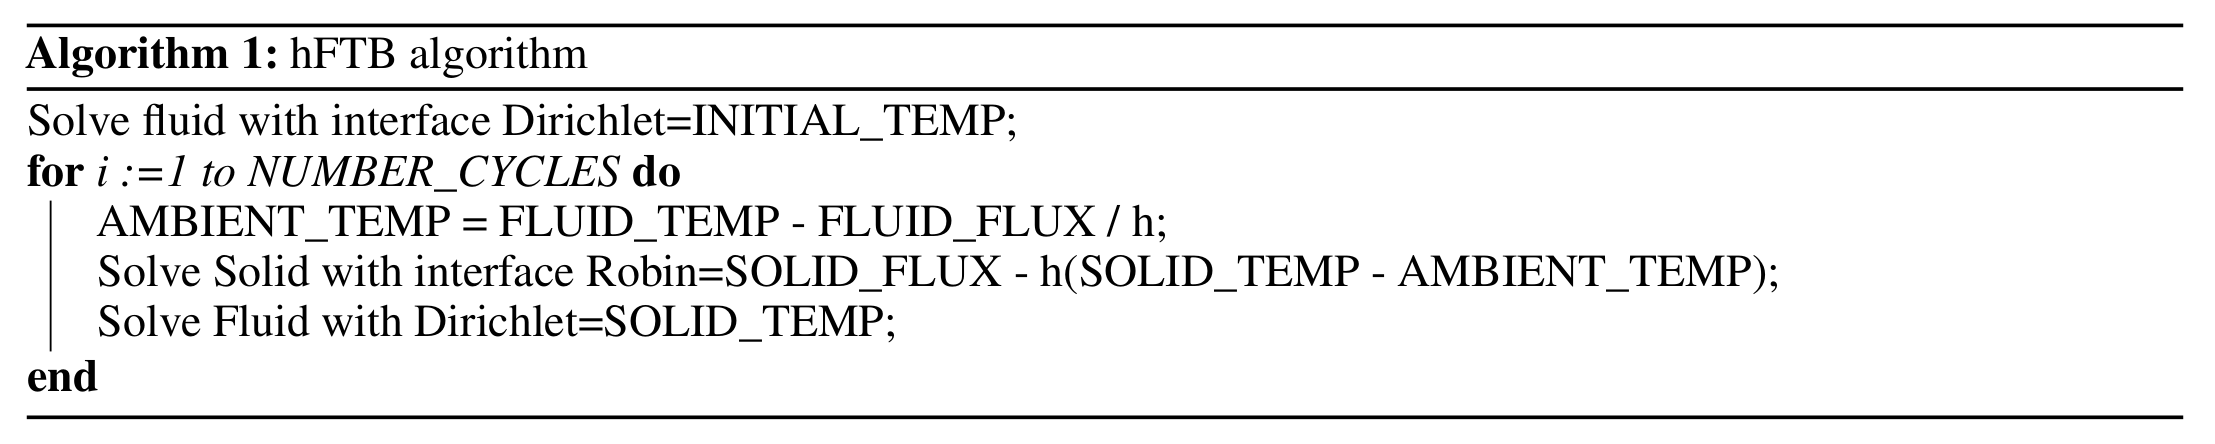 Algorithm 1: hFTB algorithm
Solve fluid with interface Dirichlet=INITIAL_TEMP;
for i :=1 to NUMBER_CYCLES do
AMBIENT_TEMP = FLUID_TEMP - FLUID_FLUX / h;
Solve Solid with interface Robin=SOLID_FLUX - h(SOLID_TEMP - AMBIENT_TEMP);
Solve Fluid with Dirichlet=SOLID_TEMP;
end